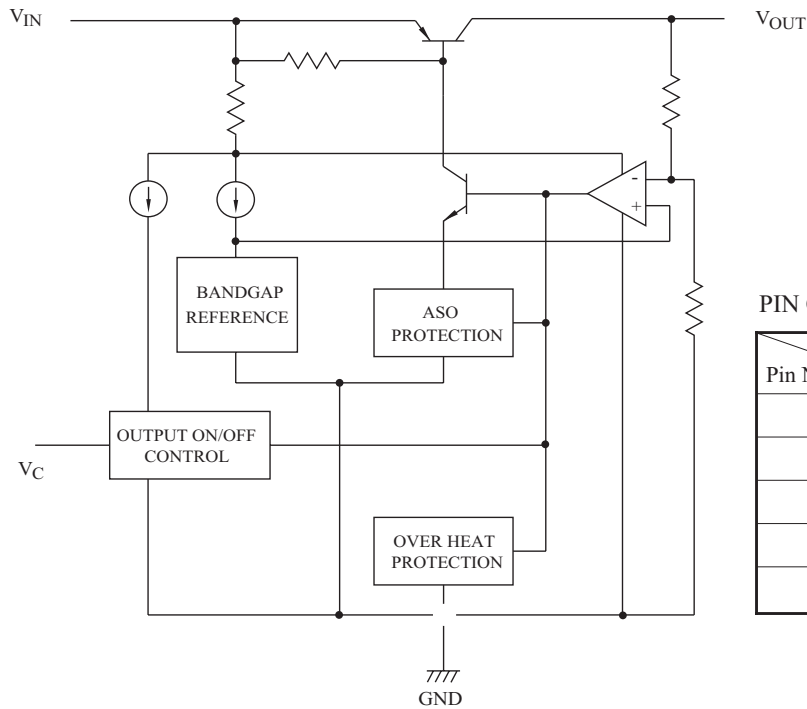 VIN
VOUT
-
+
BANDGAP
REFERENCE
ASO
PROTECTION
PIN
Pin
OUTPUT ON/OFF
CONTROL
VC
OVER HEAT
PROTECTION
GND